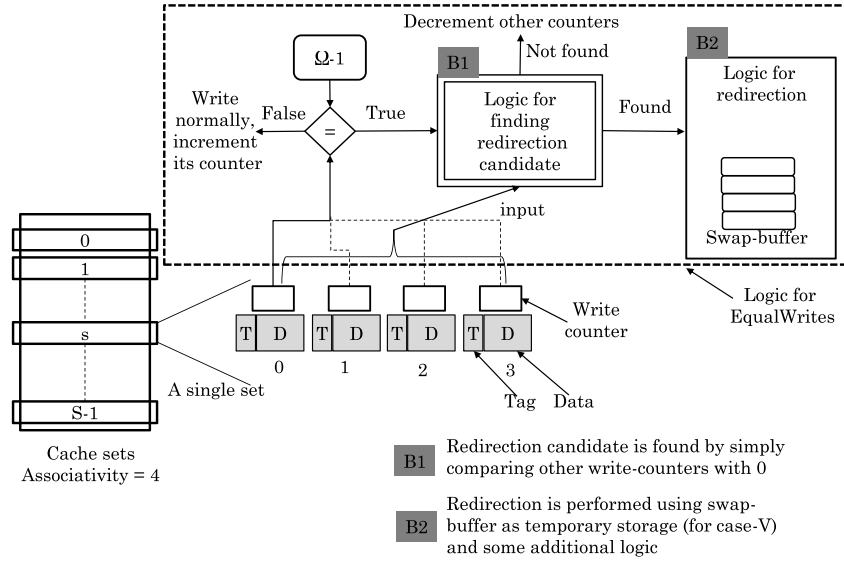 Decrement other counters
Ω-1
B1
Not found
B2
Write
normally,
increment
its counter
False
=
True
Logic for
finding
redirection
candidate
Found
Logic for
redirection
Swap-buffer
input
0
1
s
S-1
Cache sets
Associativity = 4
A single set
T
D
T
D
T
D
T
D
0
1
2
3
Write
counter
Logic for
EqualWrites
Tag
Data
B1
Redirection candidate is found by simply
comparing other write-counters with 0
B2
Redirection is performed using swap-
buffer as temporary storage (for case-V)
and some additional logic